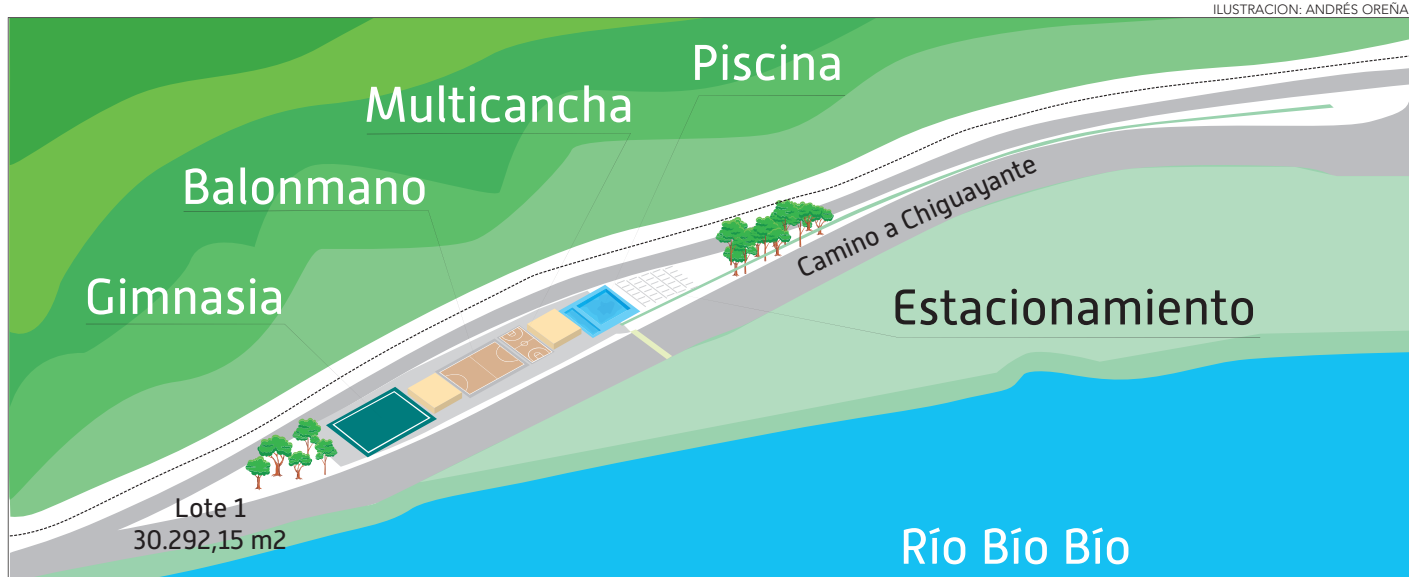 ILUSTRACION: ANDRÉS OREÑA
Piscina
Multicancha
Balonmano
Gimnasia
Camino a Chiguayante
Estacionamiento
Lote 1
30.292,15 m2
Río Bío Bío